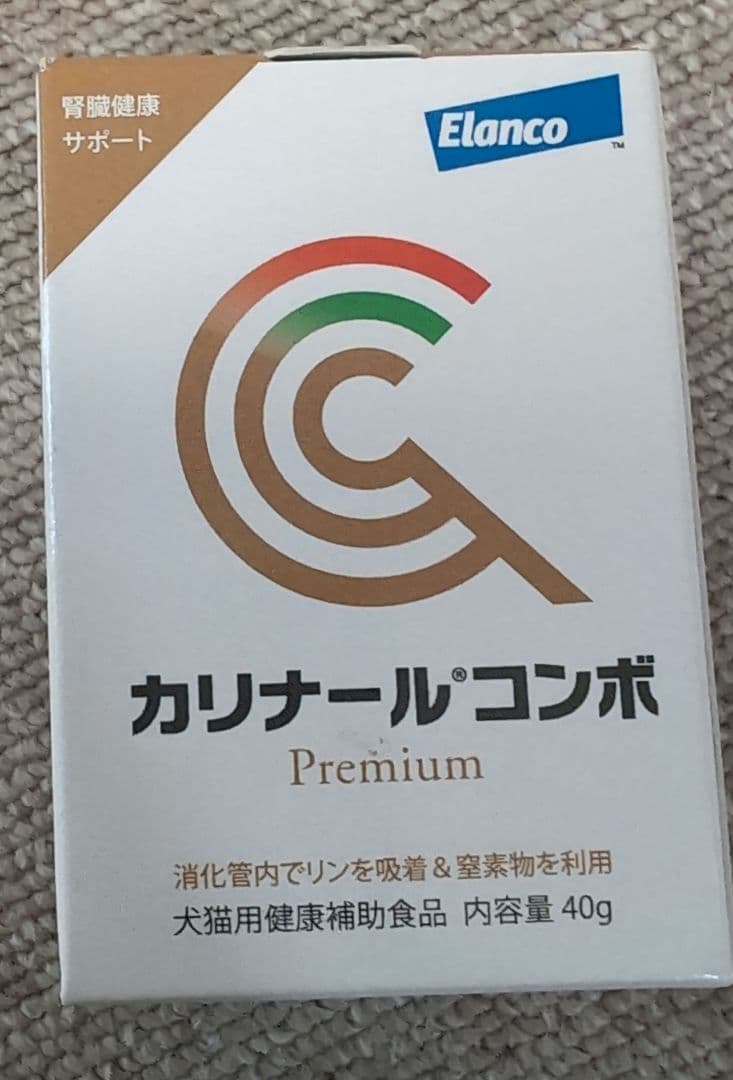 腎臓健康
サポート
Elanco™
カリナール®コンボ
Premium
消化管内でリンを吸着&窒素物を利用
犬猫用健康補助食品 内容量 40g